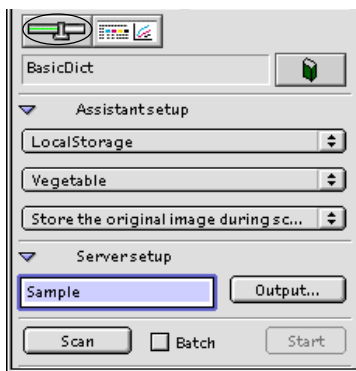 BasicDict
Assistantsetup
LocalStorage
Vegetable
Store the original image during sc...
Serversetup
Sample Output...
Scan Batch Start